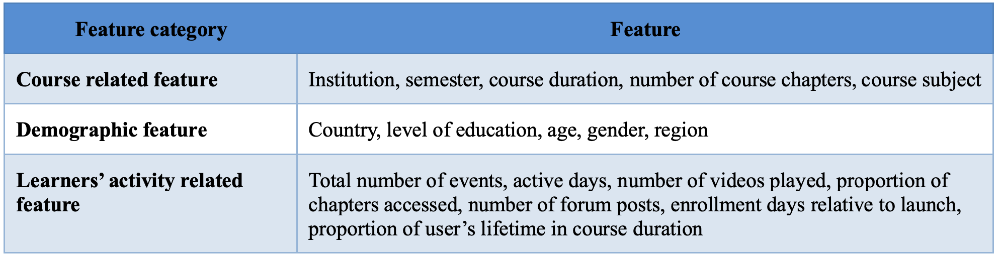 Feature category
Feature
Course related feature
Institution, semester, course duration, number of course chapters, course subject
Demographic feature
Country, level of education, age, gender, region
Learners’ activity related
feature
Total number of events, active days, number of videos played, proportion of
chapters accessed, number of forum posts, enrollment days relative to launch,
proportion of user’s lifetime in course duration